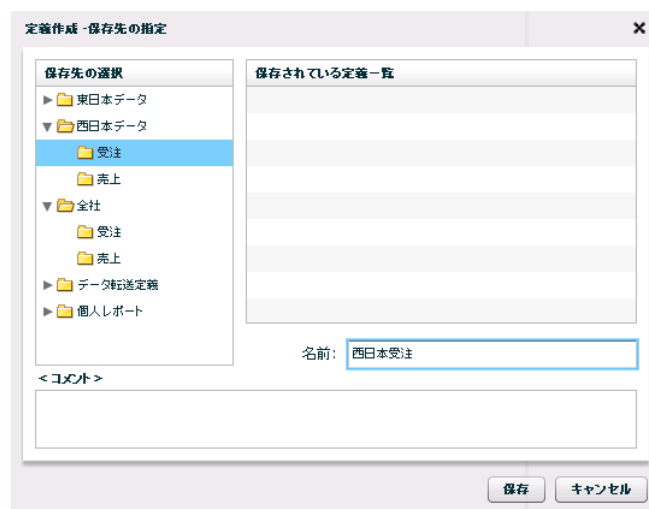 定義作成 -保存先の指定
保存先の選択
保存されている定義一覧
東日本データ
西日本データ
受注
売上
全社
受注
売上
データ転送定義
個人レポート
名前: 西日本受注
<コメント>
保存
キャンセル